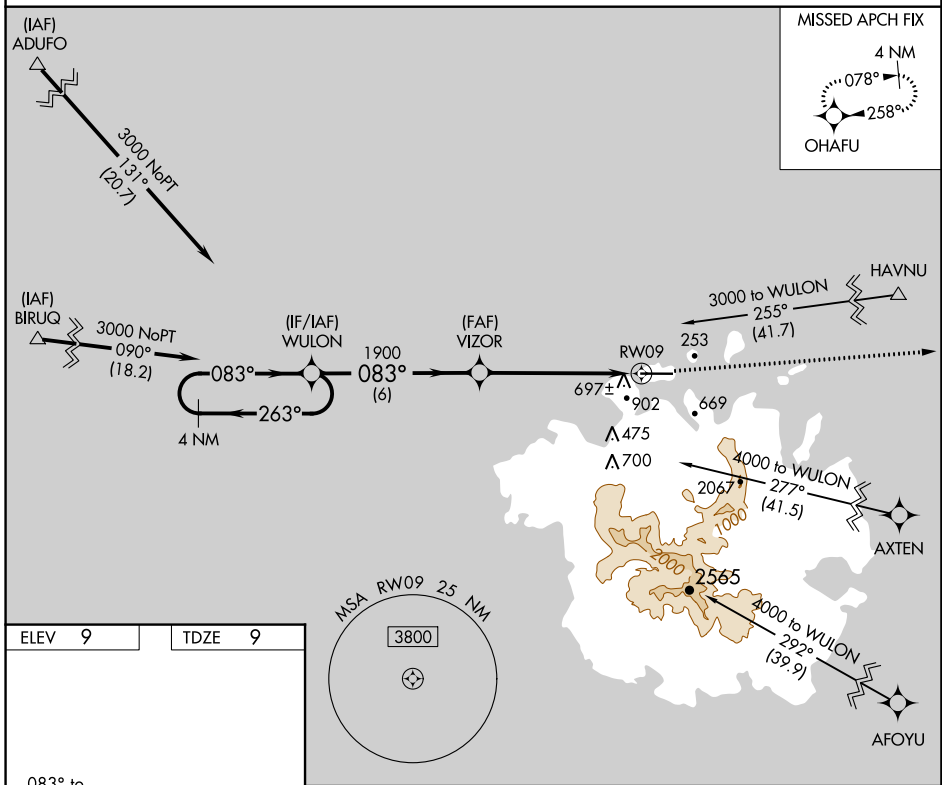 (IAF)
ADUFO
3000 NoPT
131°
(20.7)
MISSED APCH FIX
4 NM
078°
258°
OHAFU
(IAF)
BIRUQ
3000 NoPT
090°
(18.2)
(IF/IAF)
WULON
083°
263°
4 NM
1900
083°
(6)
(FAF)
VIZOR
HAVNU
3000 to WULON
255°
(41.7)
253
RW09
697±
902
669
475
700
4000 to WULON
277°
(41.5)
2067
AXTEN
1000
2000
2565
4000 to WULON
292°
(39.9)
AFOYU
MSA RW09 25 NM
3800
ELEV 9
TDZE 9
083° to